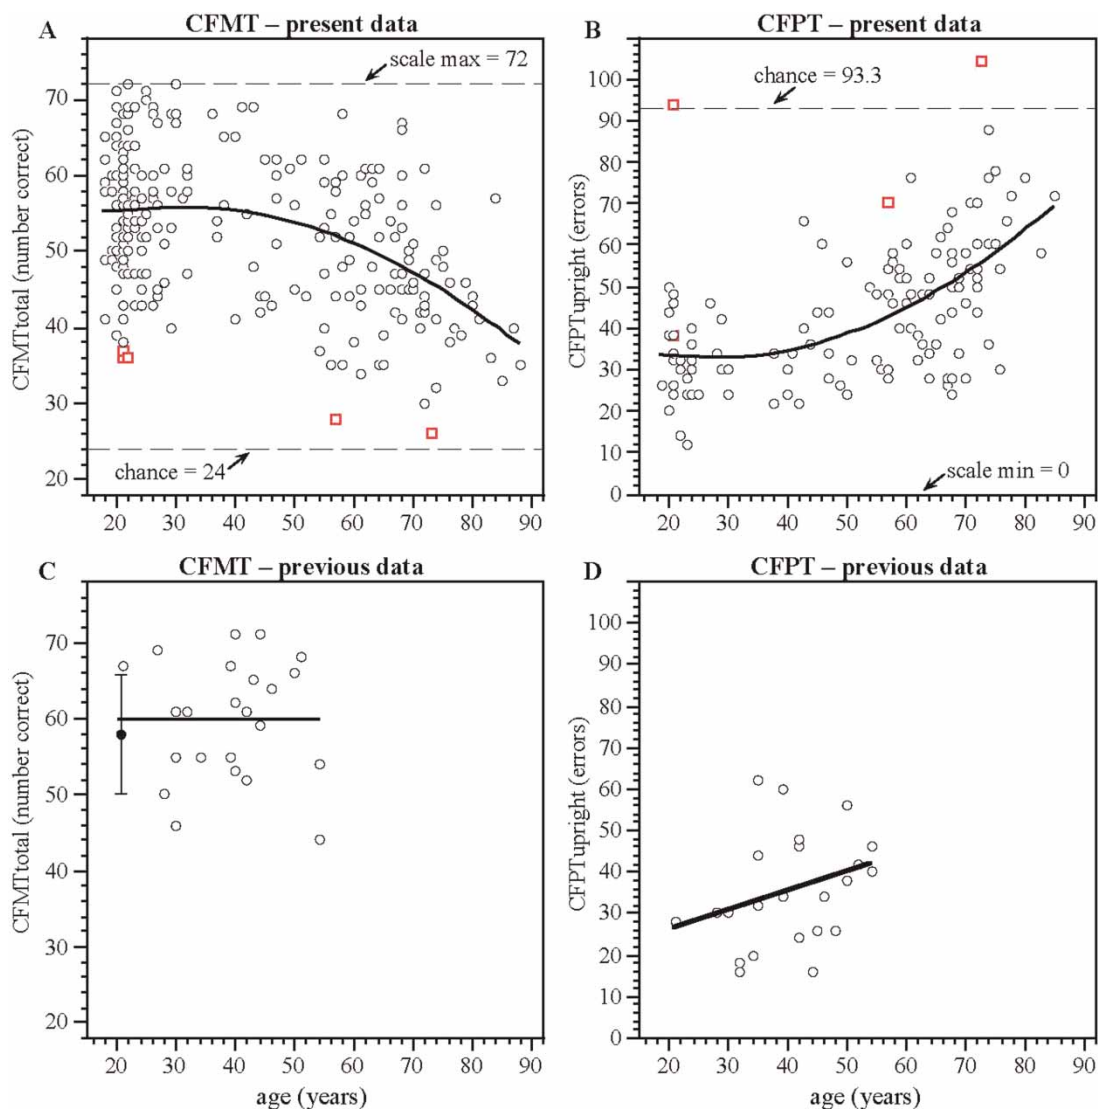 A
CFMT – present data
scale max = 72
70
60
50
40
30
20
CFMTtotal (number correct)
chance = 24
20 30 40 50 60 70 80 90
B
CFPT – present data
chance = 93.3
100
90
80
70
60
50
40
30
20
10
0
CFPTupright (errors)
scale min = 0
20 30 40 50 60 70 80 90
C
CFMT – previous data
70
60
50
40
30
20
CFMTtotal (number correct)
20 30 40 50 60 70 80 90
age (years)
D
CFPT – previous data
100
90
80
70
60
50
40
30
20
10
0
CFPTupright (errors)
20 30 40 50 60 70 80 90
age (years)